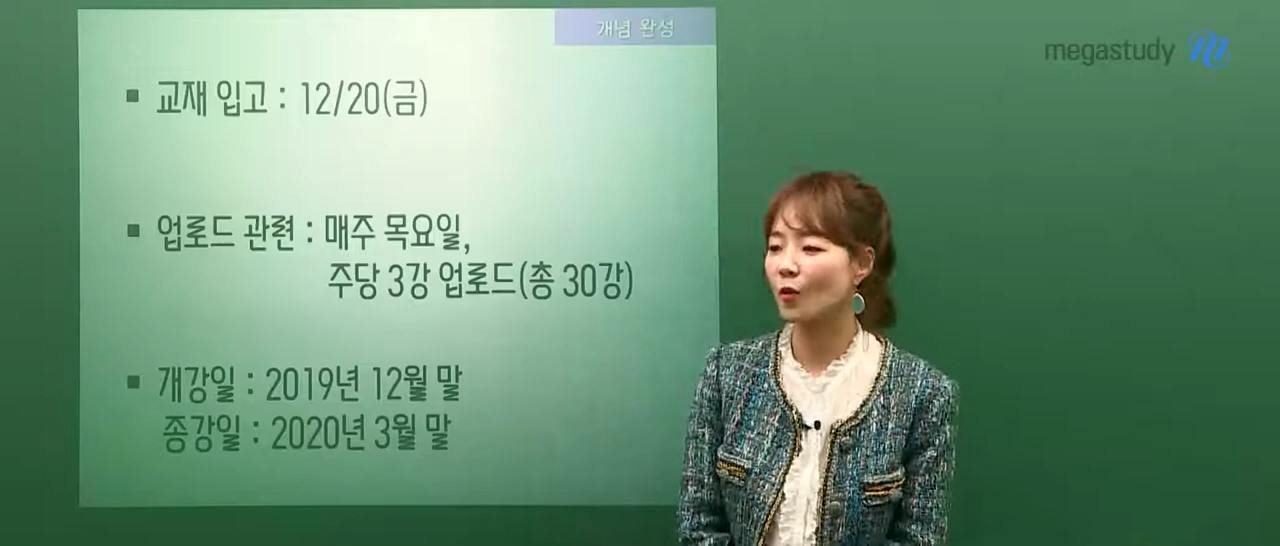 개념 완성
megastudy
■ 교재 입고 : 12/20(금)
■ 업로드 관련 : 매주 목요일,
주당 3강 업로드(총 30강)
■ 개강일 : 2019년 12월 말
종강일 : 2020년 3월 말